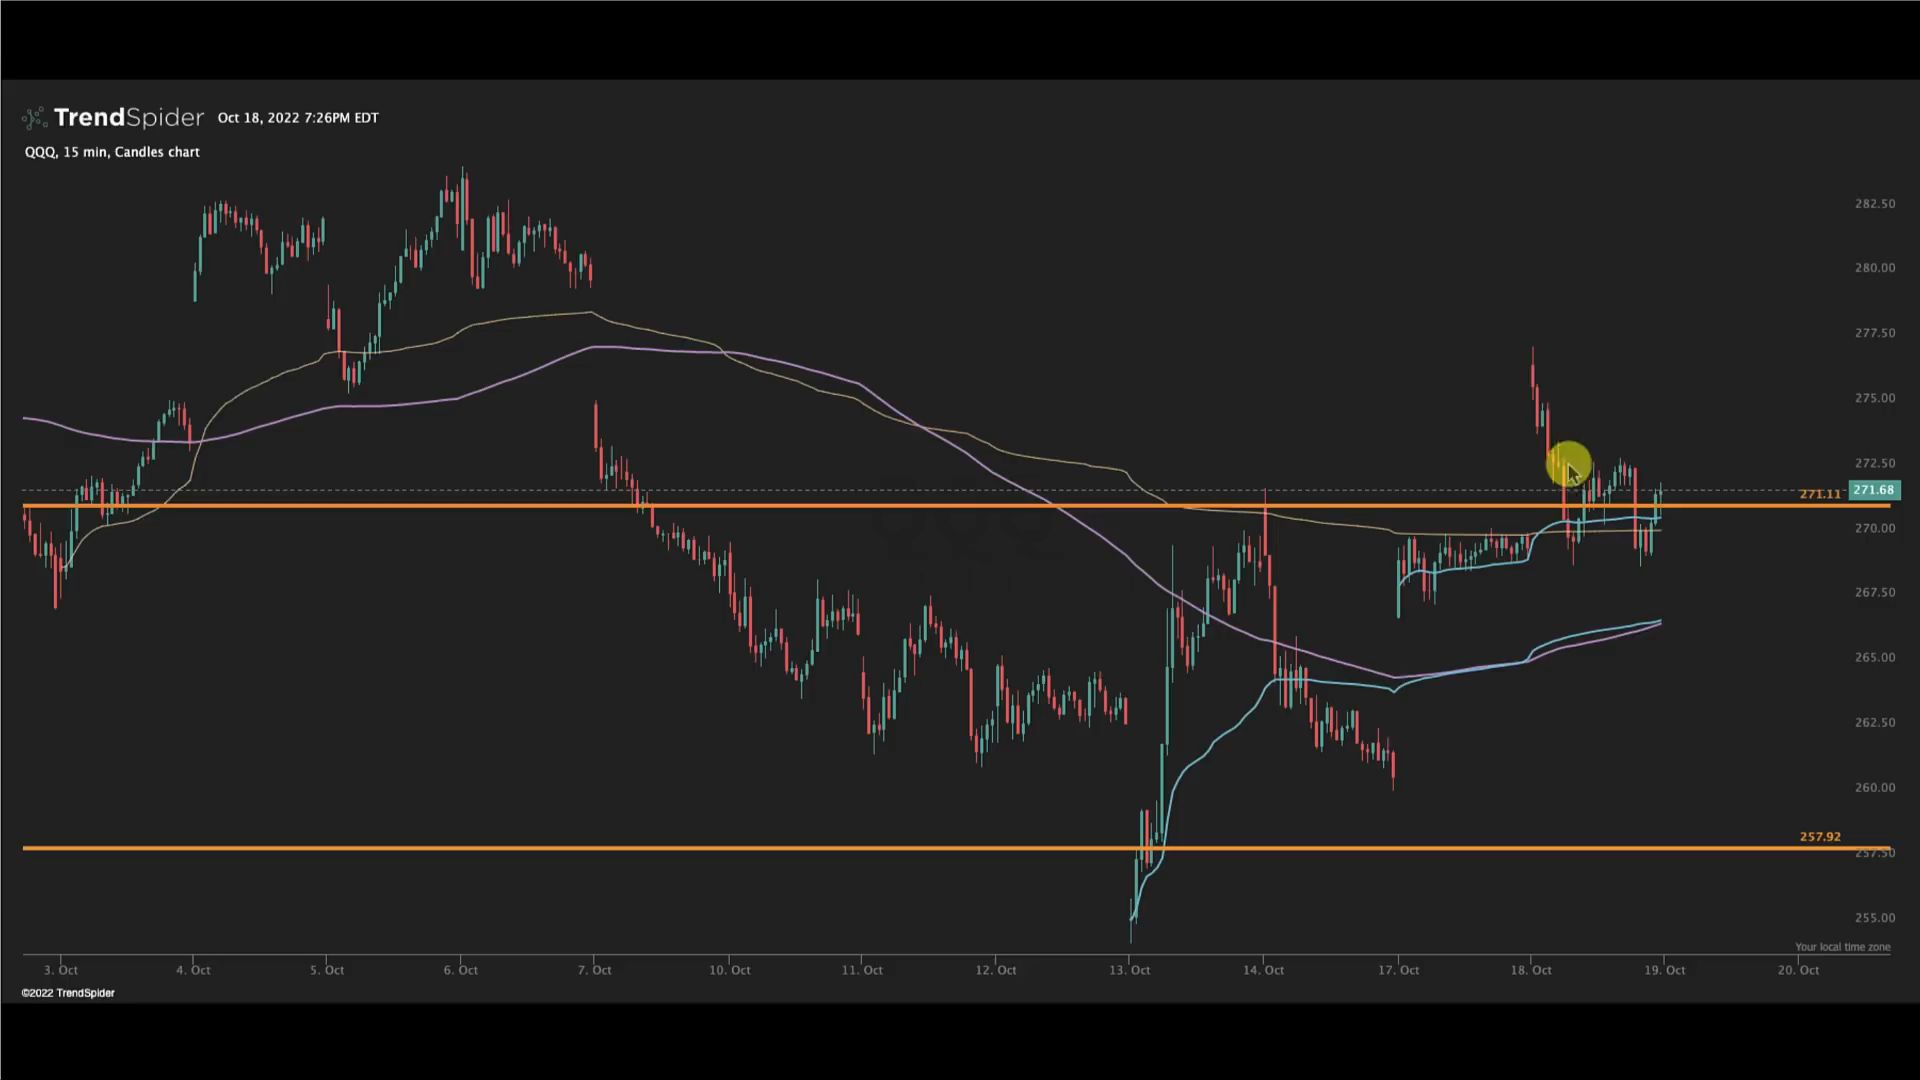 TrendSpider Oct 18, 2022 7:26PM EDT
QQQ, 15 min, Candles chart
282.50
280.00
277.50
275.00
272.50
271.11 271.68
270.00
267.50
265.00
262.50
260.00
257.92
257.50
255.00
Your local time zone
3. Oct 4. Oct 5. Oct 6. Oct 7. Oct 10. Oct 11. Oct 12. Oct 13. Oct 14. Oct 17. Oct 18. Oct 19. Oct 20. Oct
©2022 TrendSpider